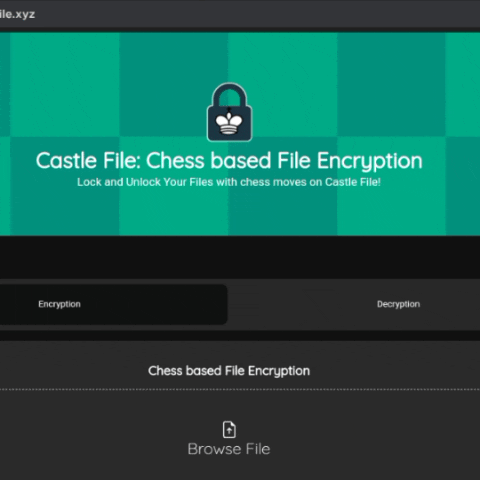 ile.xyz
Castle File: Chess based File Encryption
Lock and Unlock Your Files with chess moves on Castle File!
Encryption
Decryption
Chess based File Encryption
Browse File